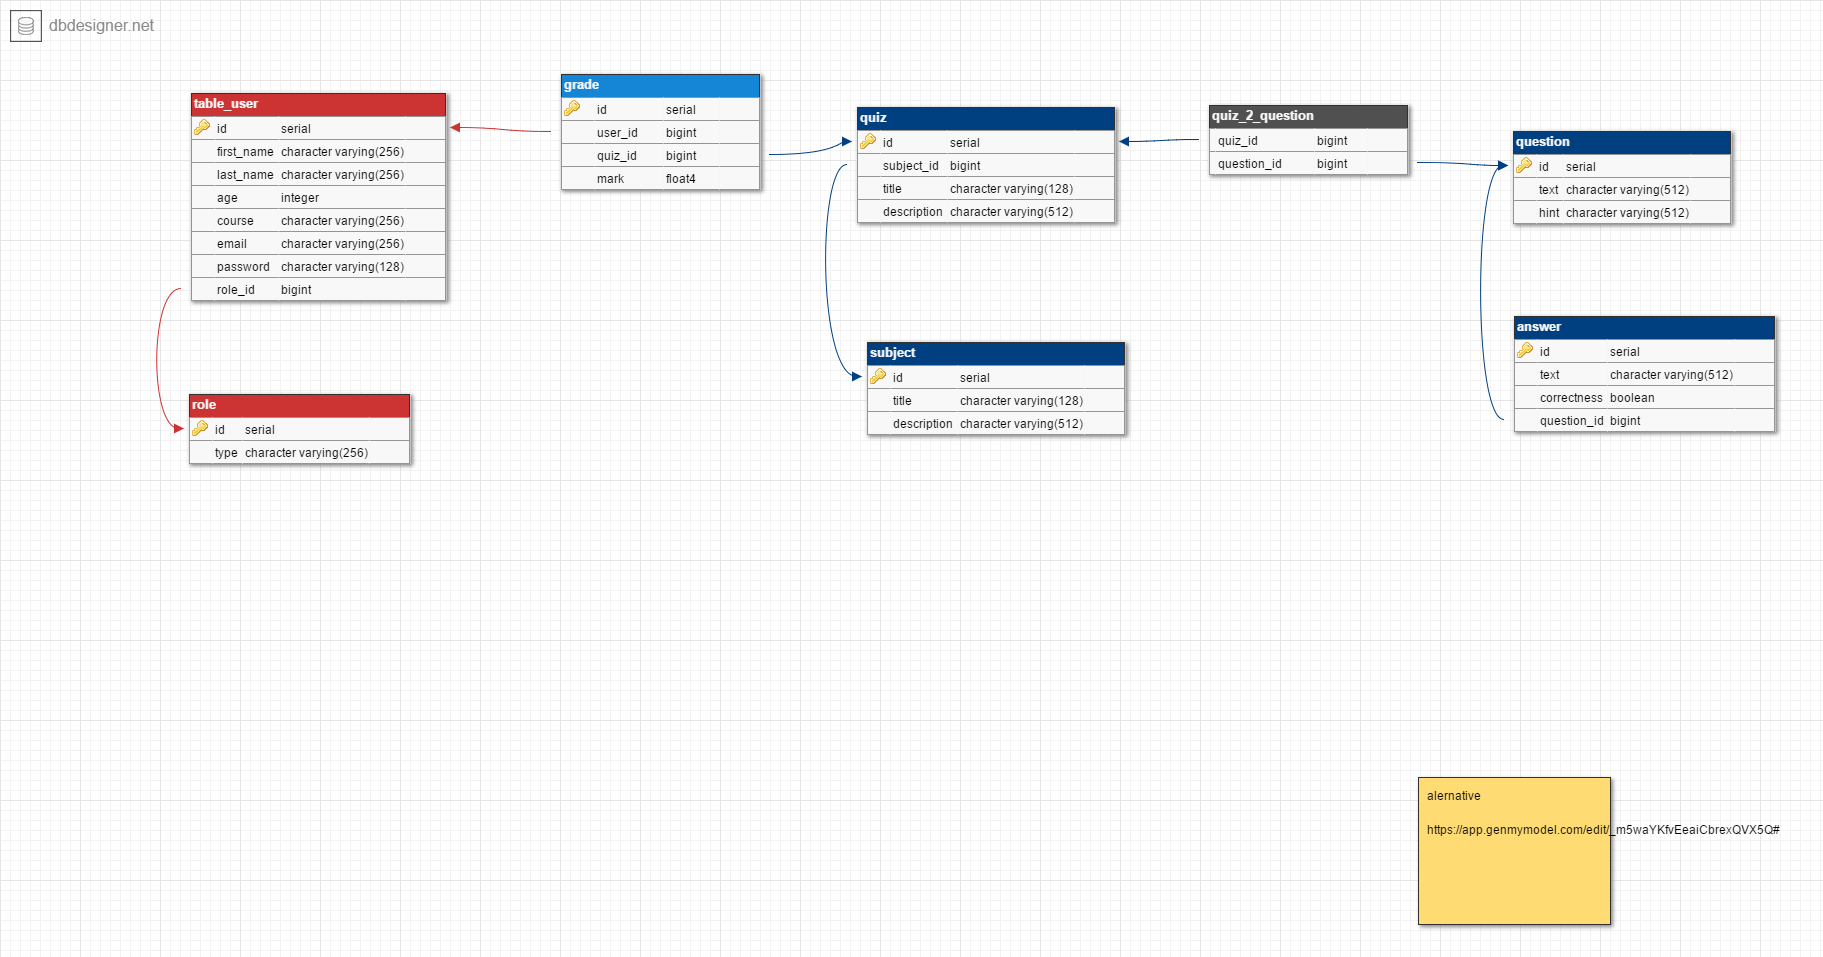 dbdesigner.net
table_user
id serial
first_name character varying(256)
last_name character varying(256)
age integer
course character varying(256)
email character varying(256)
password character varying(128)
role_id bigint
role
id serial
type character varying(256)
grade
id serial
user_id bigint
quiz_id bigint
mark float4
quiz
id serial
subject_id bigint
title character varying(128)
description character varying(512)
subject
id serial
title character varying(128)
description character varying(512)
quiz_2_question
quiz_id bigint
question_id bigint
question
id serial
text character varying(512)
hint character varying(512)
answer
id serial
text character varying(512)
correctness boolean
question_id bigint
alernative
https://app.genmymodel.com/edit/_m5waYKfvEeaiCbrexQVX5Q#